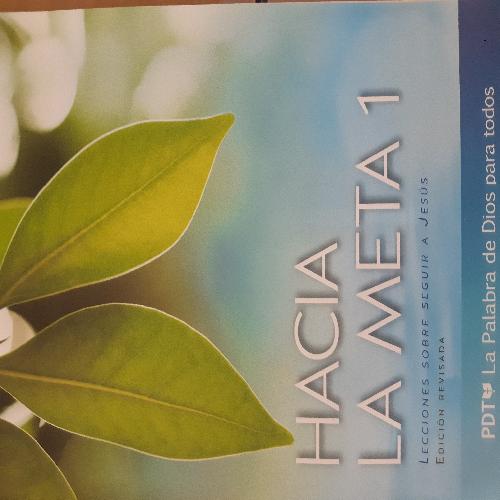 HACIA
LA META 1
LECCIONES SOBRE SEGUIR A JESÚS
EDICIÓN REVISADA
PDT La Palabra de Dios para todos